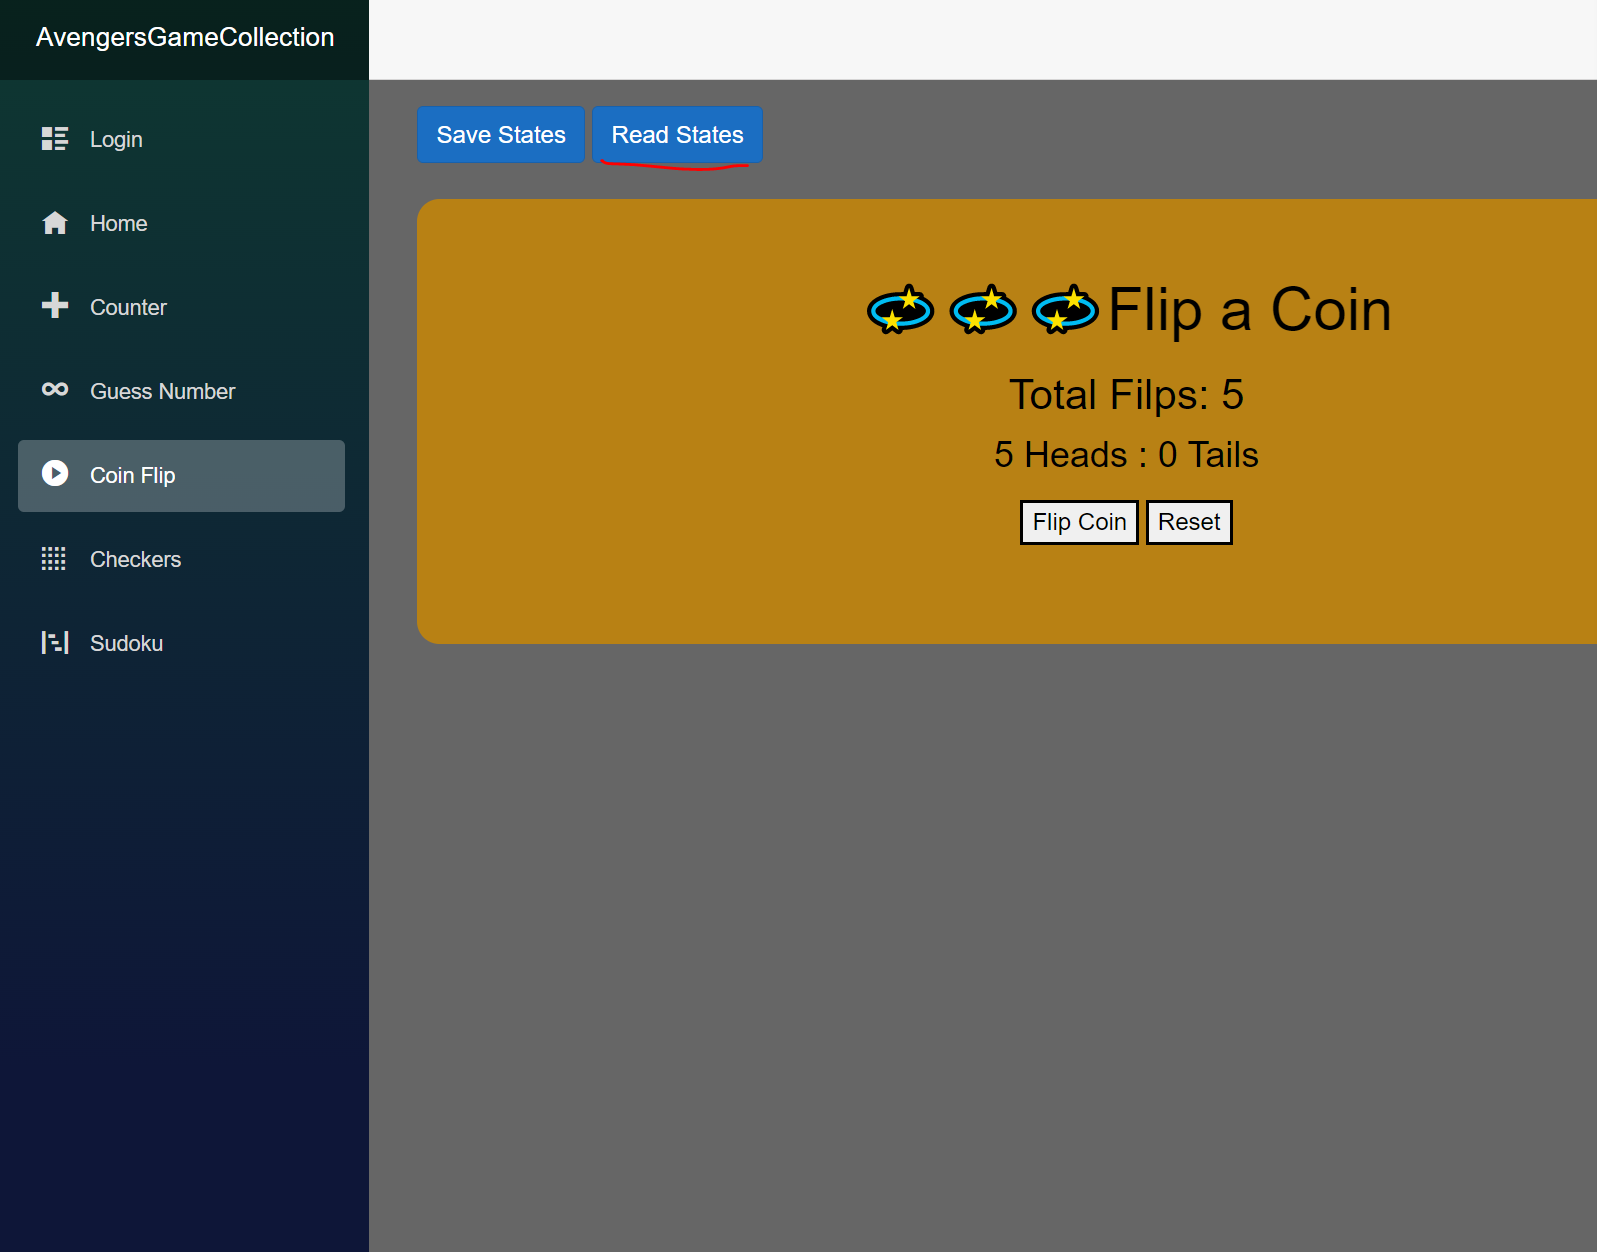 AvengersGameCollection
Login
Home
Counter
Guess Number
Coin Flip
Checkers
Sudoku
Save States Read States
Flip a Coin
Total Filps: 5
5 Heads : 0 Tails
Flip Coin Reset